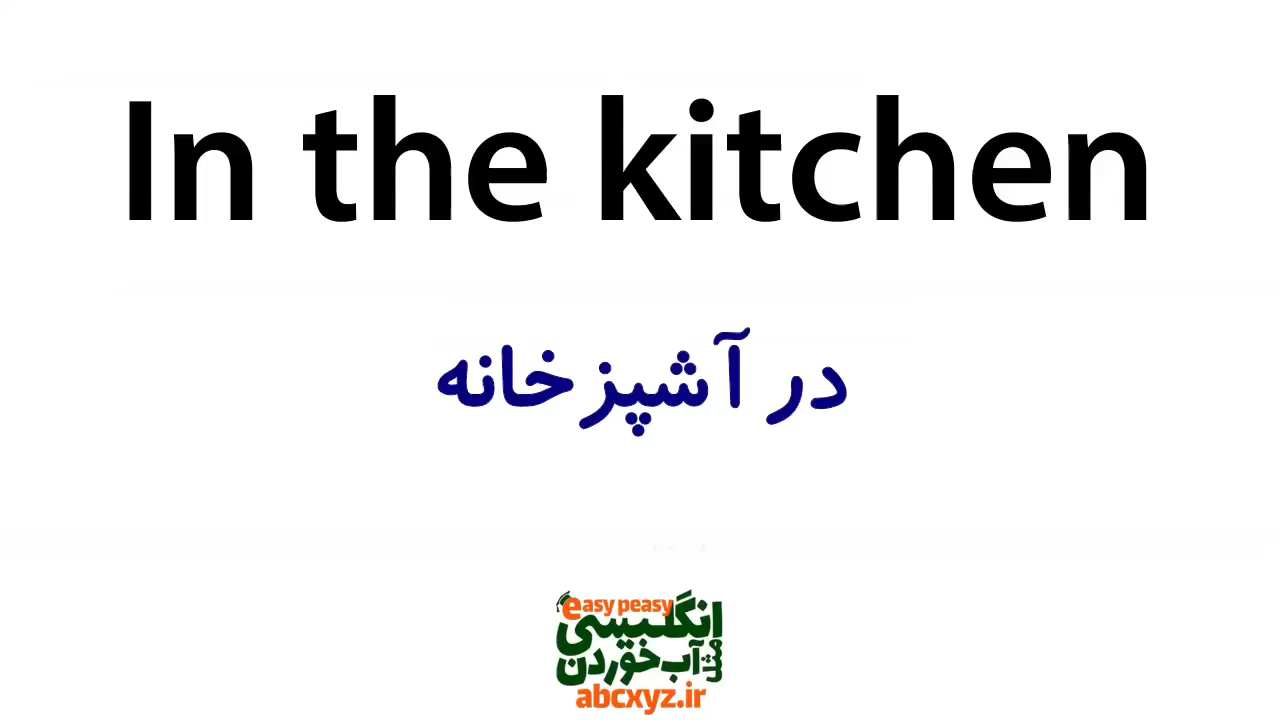 In the kitchen
در آشپزخانه
easy peasy
انگلیسی
مثل آب خوردن
abcxyz.ir